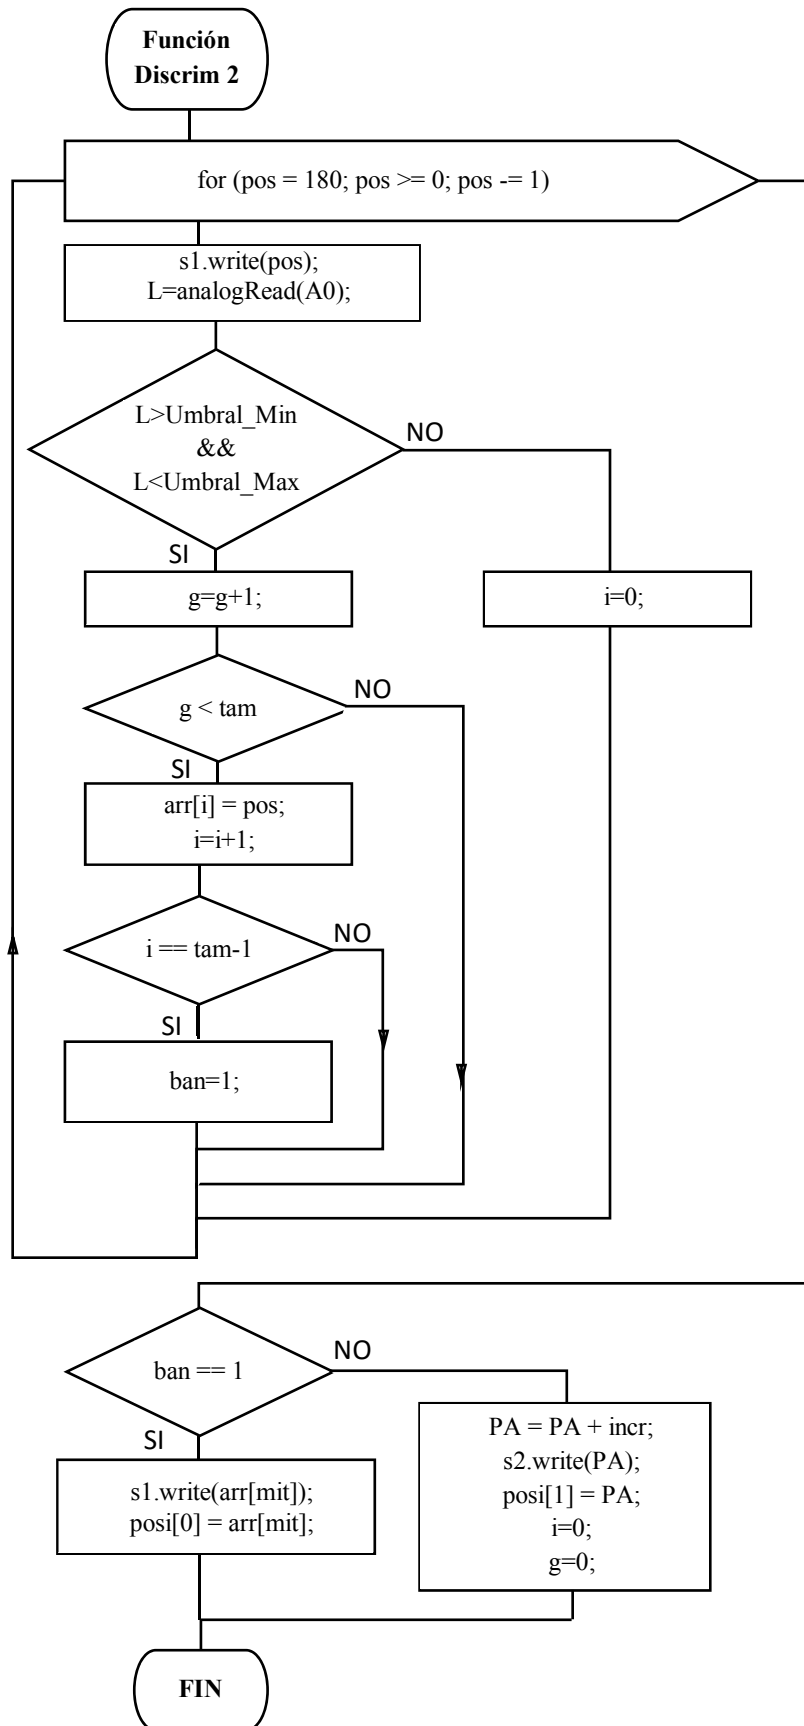 Función
Discrim 2
for (pos = 180; pos >= 0; pos -= 1)
s1.write(pos);
L=analogRead(A0);
L>Umbral_Min
&&
L<Umbral_Max
NO
SI
g=g+1;
i=0;
g < tam
NO
SI
arr[i] = pos;
i=i+1;
i == tam-1
NO
SI
ban=1;
ban == 1
NO
SI
PA = PA + incr;
s2.write(PA);
posi[1] = PA;
i=0;
g=0;
s1.write(arr[mit]);
posi[0] = arr[mit];
FIN